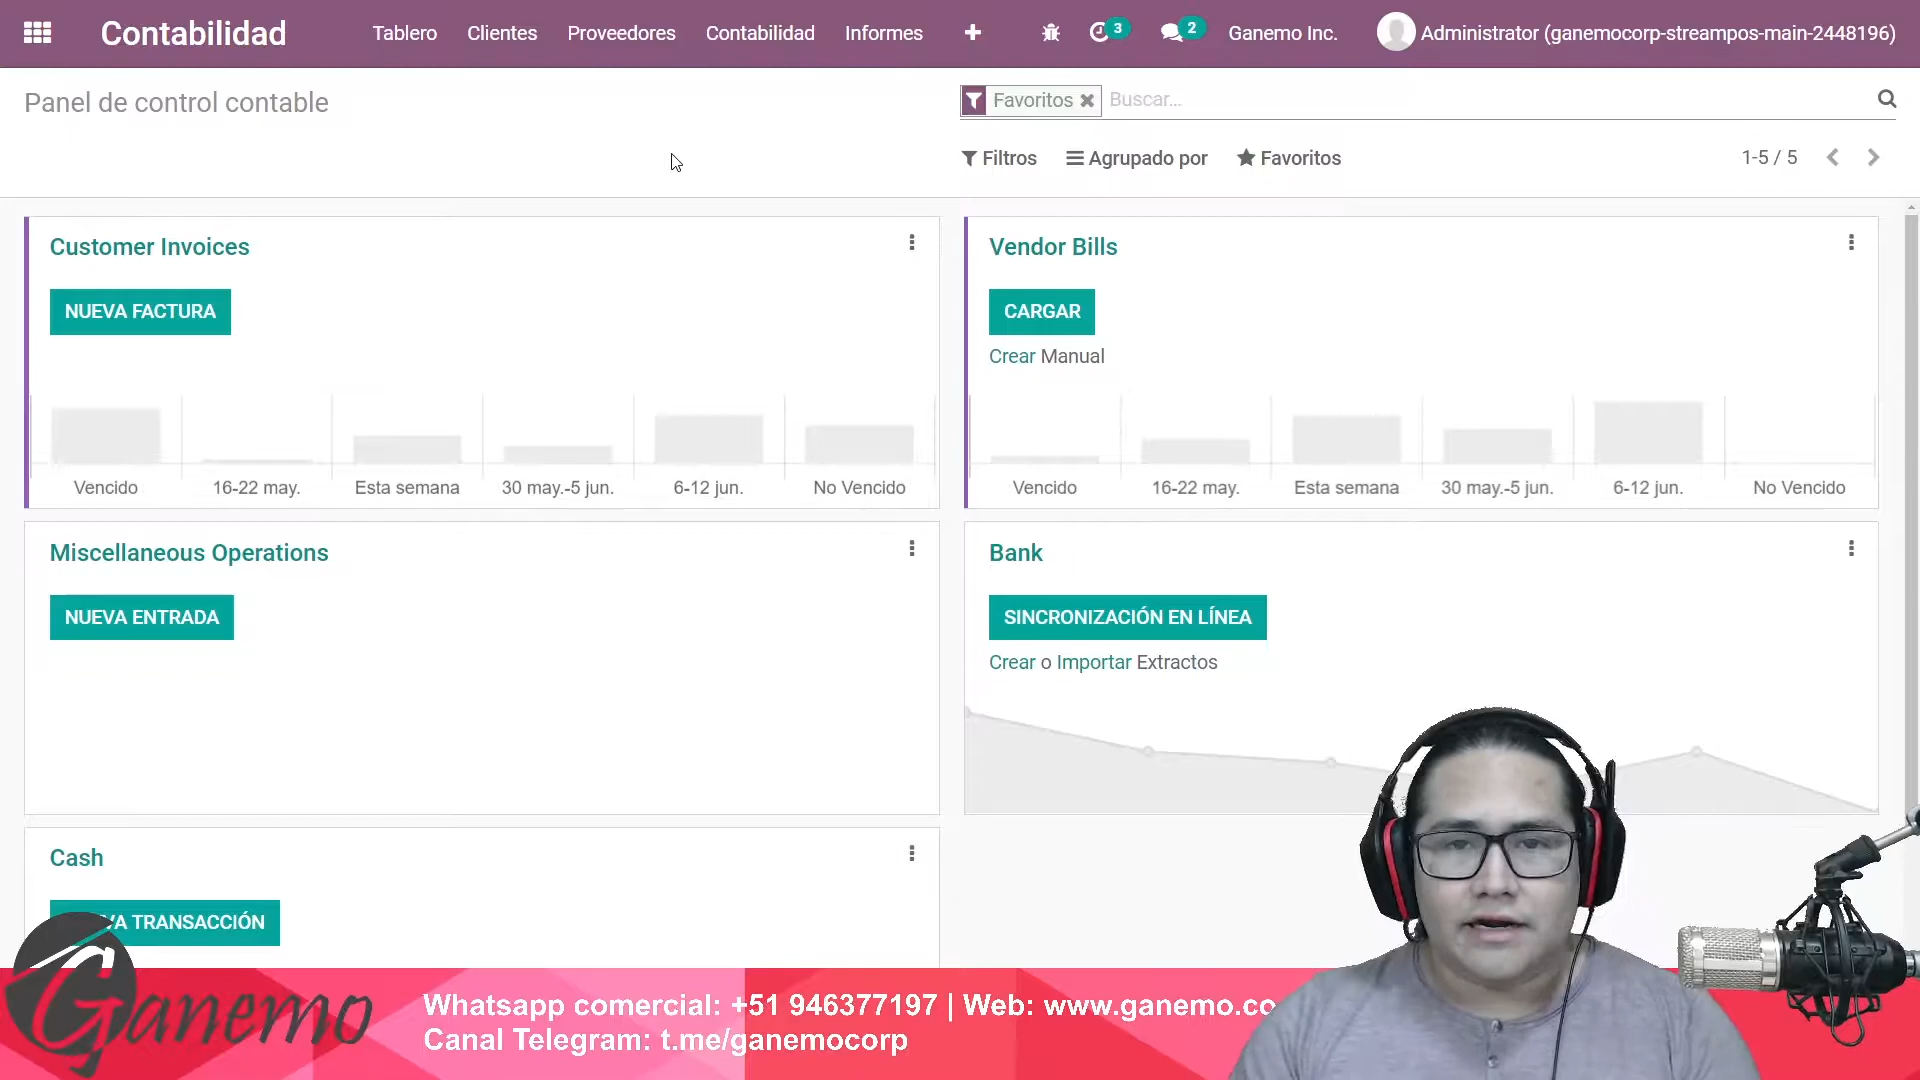 Contabilidad
Tablero
Clientes
Proveedores
Contabilidad
Informes
3
2
Ganemo Inc.
Administrator (ganemocorp-streampos-main-2448196)
Panel de control contable
Favoritos
Buscar...
Filtros
Agrupado por
Favoritos
1-5 / 5
Customer Invoices
NUEVA FACTURA
Vencido
16-22 may.
Esta semana
30 may.-5 jun.
6-12 jun.
No Vencido
Vendor Bills
CARGAR
Crear Manual
Vencido
16-22 may.
Esta semana
30 may.-5 jun.
6-12 jun.
No Vencido
Miscellaneous Operations
NUEVA ENTRADA
Bank
SINCRONIZACIÓN EN LÍNEA
Crear o Importar Extractos
Cash
VA TRANSACCIÓN
Ganemo
Whatsapp comercial: +51 946377197 | Web: www.ganemo.co
Canal Telegram: t.me/ganemocorp